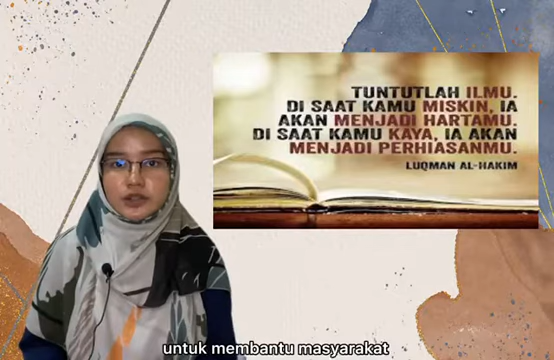 TUNTUTLAH ILMU.
DI SAAT KAMU MISKIN, IA
AKAN MENJADI HARTAMU.
DI SAAT KAMU KAYA, IA AKAN
MENJADI PERHIASANMU.
LUQMAN AL-HAKIM
untuk membantu masyarakat